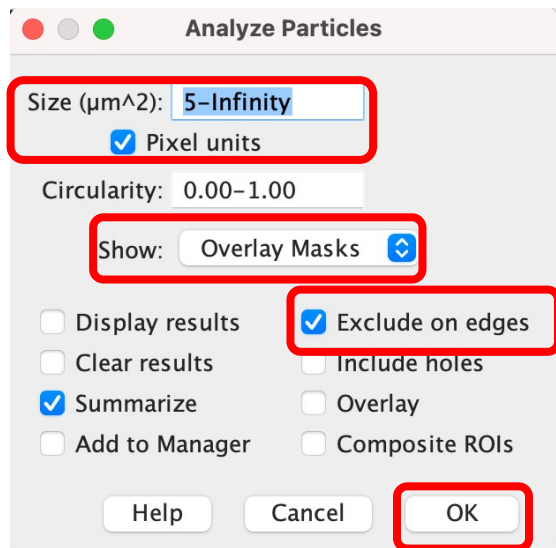 Analyze Particles
Size (µm^2): 5-Infinity
Pixel units
Circularity: 0.00-1.00
Show: Overlay Masks
Display results Exclude on edges
Clear results Include holes
Summarize Overlay
Add to Manager Composite ROIs
Help Cancel OK